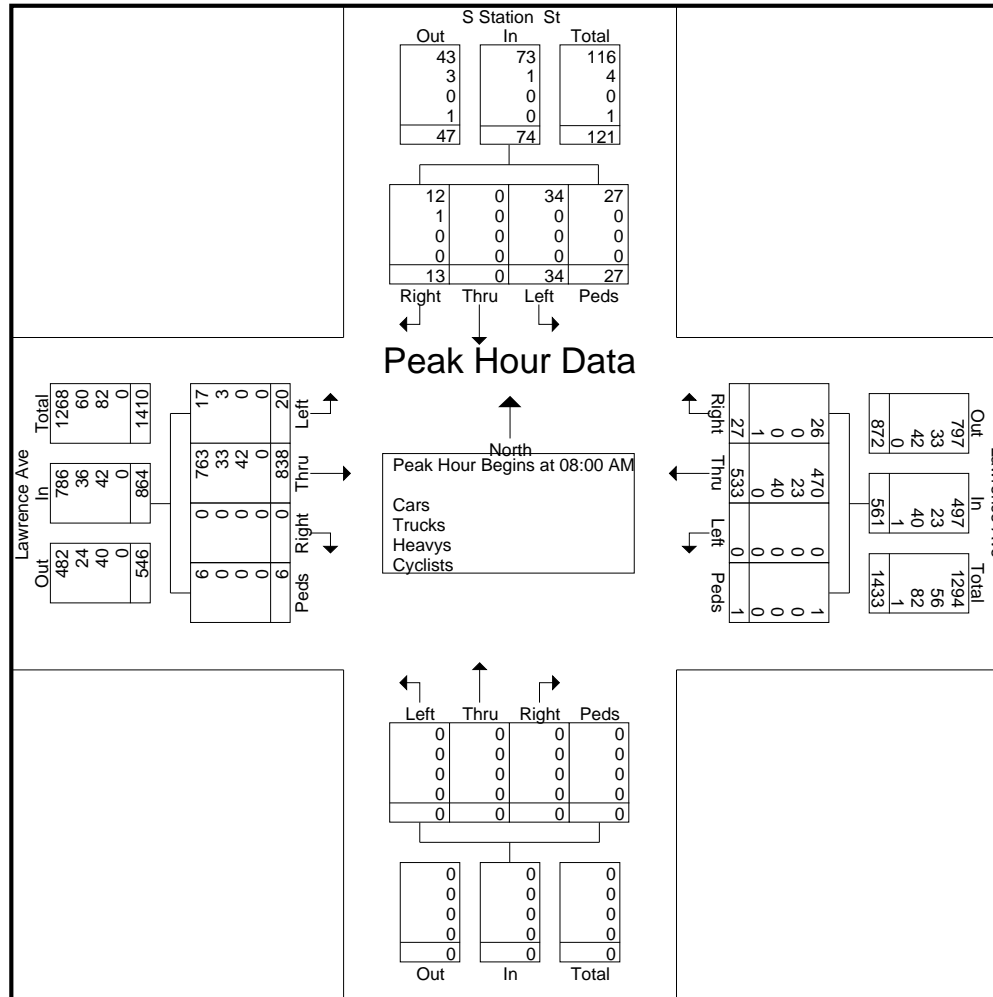 S Station St
Out In Total
43 73 116
3 1 4
0 0 0
1 0 1
47 74 121
12 0 34 27
1 0 0 0
0 0 0 0
0 0 0 0
13 0 34 27
Right Thru Left Peds
Peak Hour Data
North
Peak Hour Begins at 08:00 AM
Cars
Trucks
Heavys
Cyclists
Lawrence Ave
Total
1268
60
82
0
1410
In
786
36
42
0
864
Out
482
24
40
0
546
17
3
0
0
20
Left
763
33
42
0
838
Thru
0
0
0
0
0
Right
6
0
0
0
6
Peds
Right
27
1
0
0
26
Thru
533
0
40
23
470
Left
0
0
0
0
0
Peds
1
0
0
0
1
Out
797
33
42
0
872
In
497
23
40
1
561
Total
1294
56
82
1
1433
Left Thru Right Peds
0 0 0 0
0 0 0 0
0 0 0 0
0 0 0 0
0 0 0 0
0 0 0
0 0 0
0 0 0
0 0 0
0 0 0
Out In Total